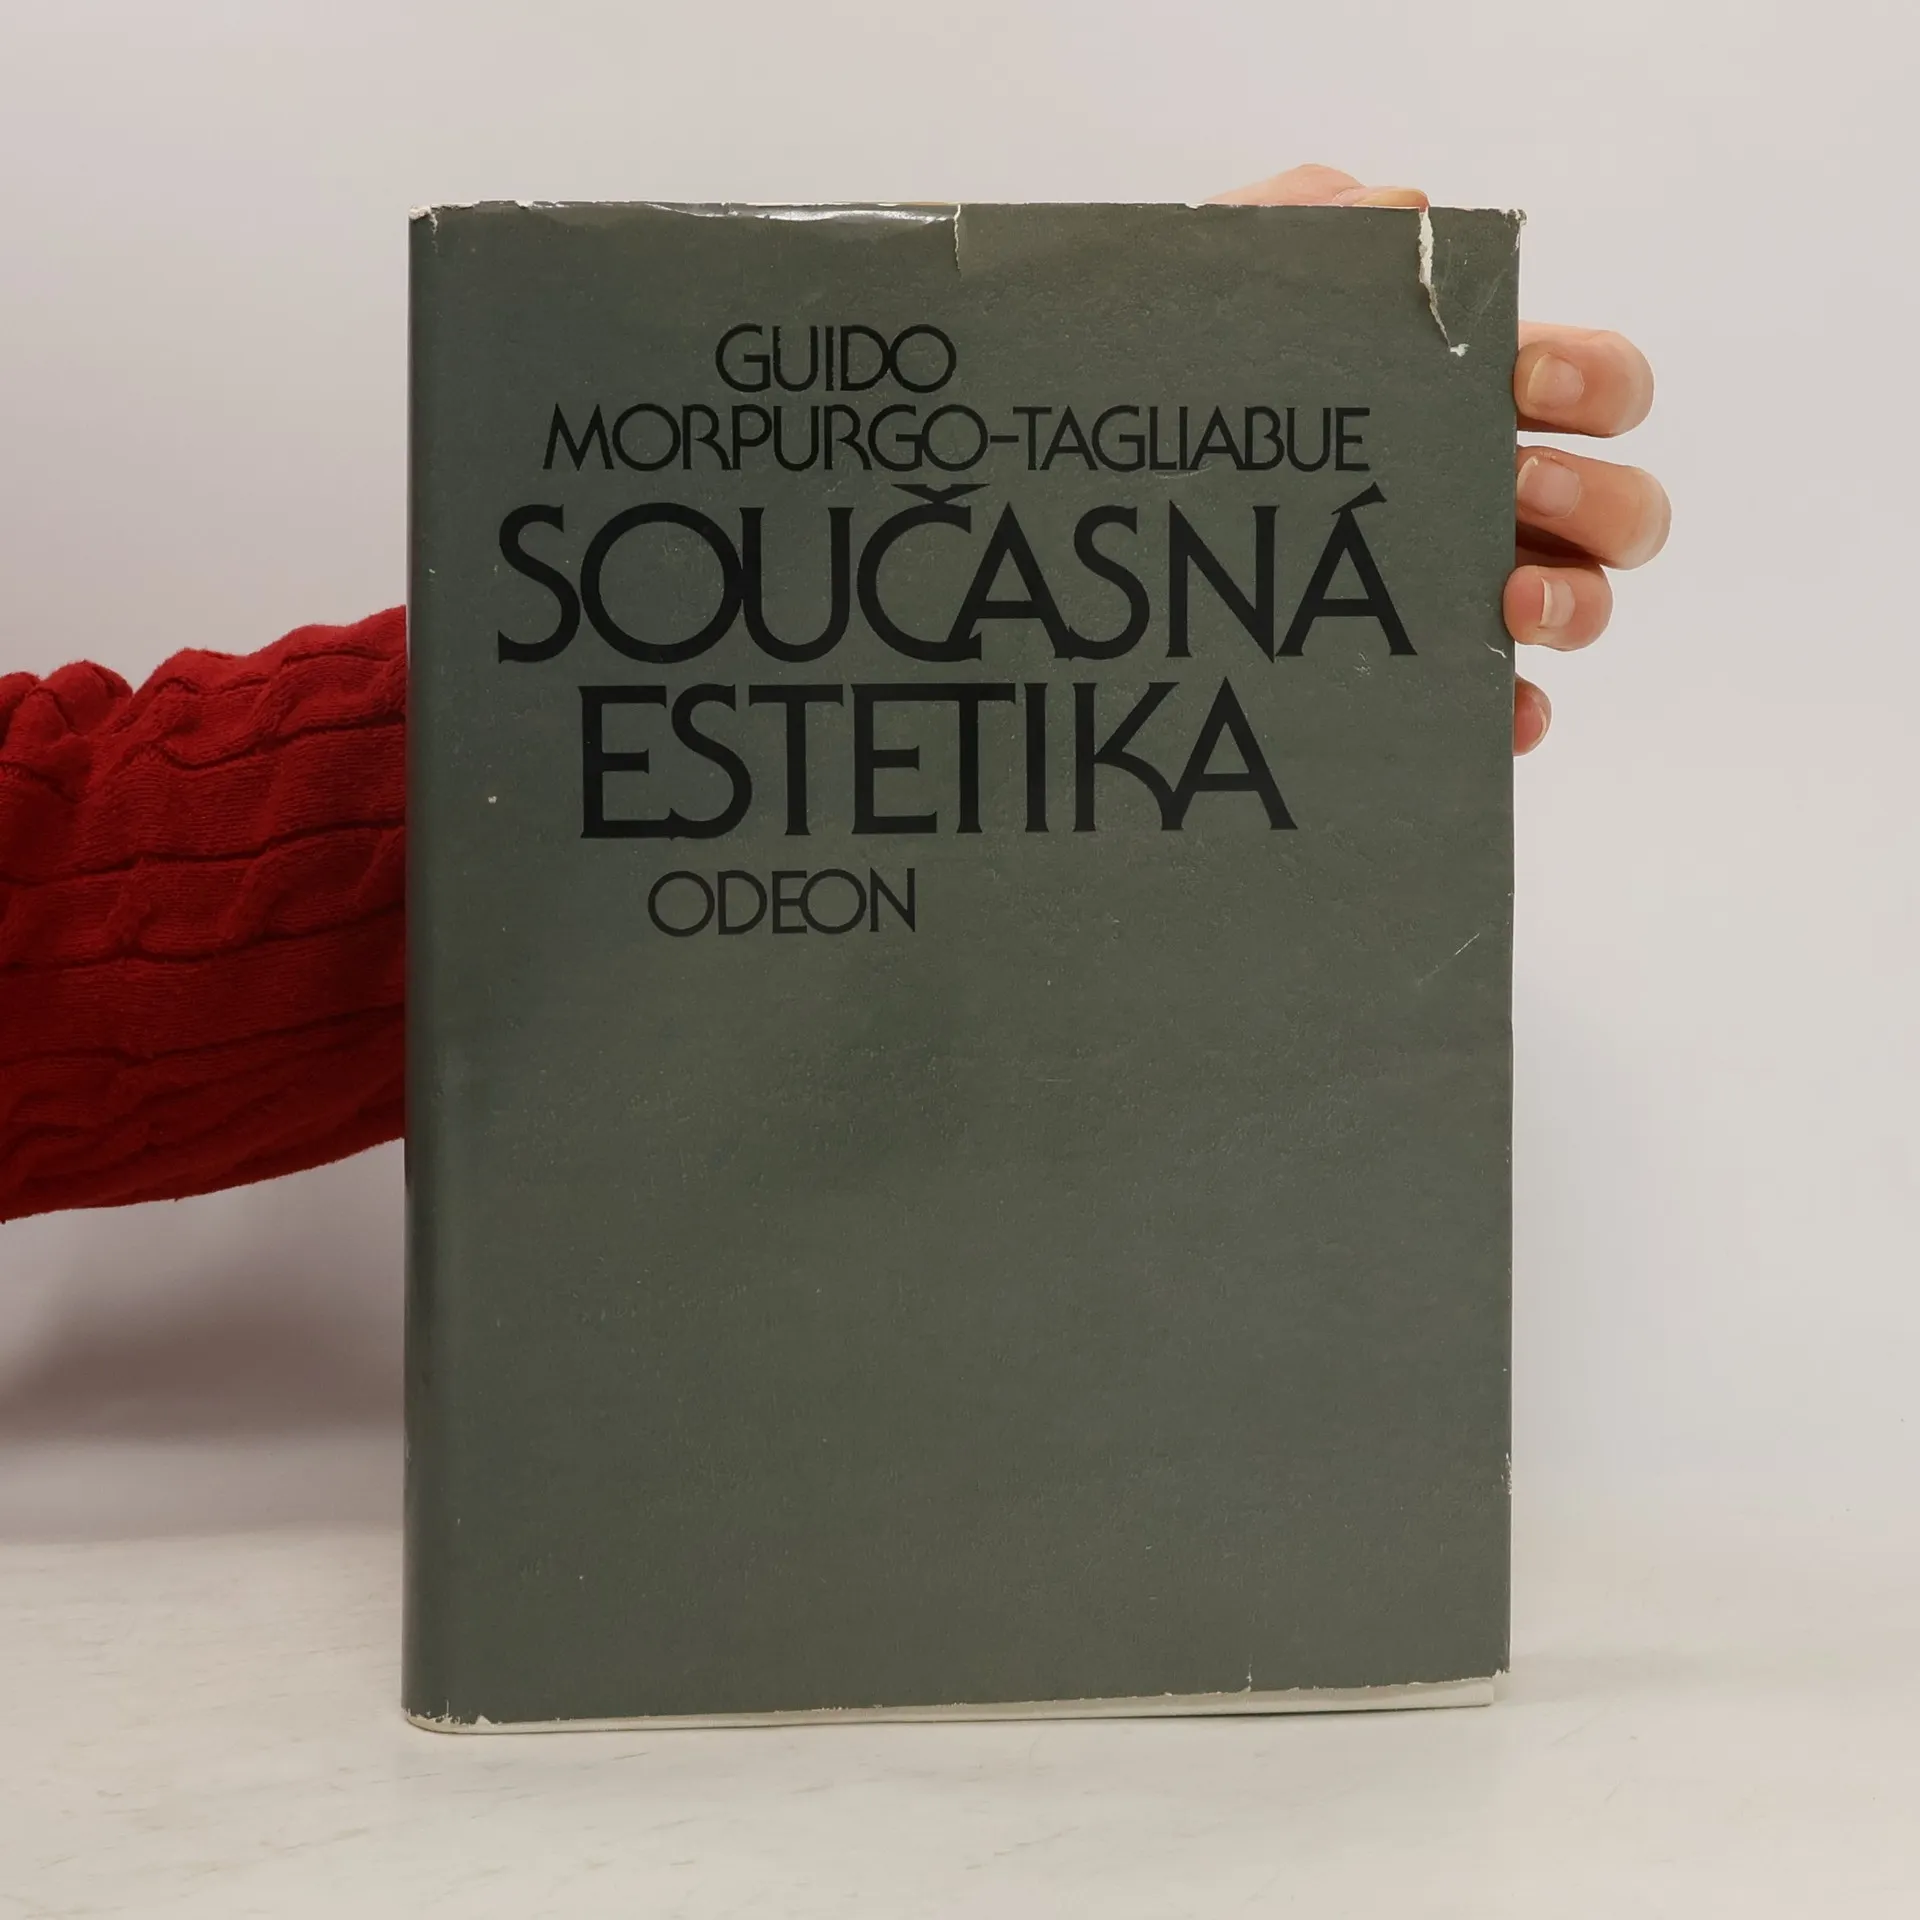 GUIDO
MORPURGO-TAGLIABUE
SOUČASNÁ
ESTETIKA
ODEON